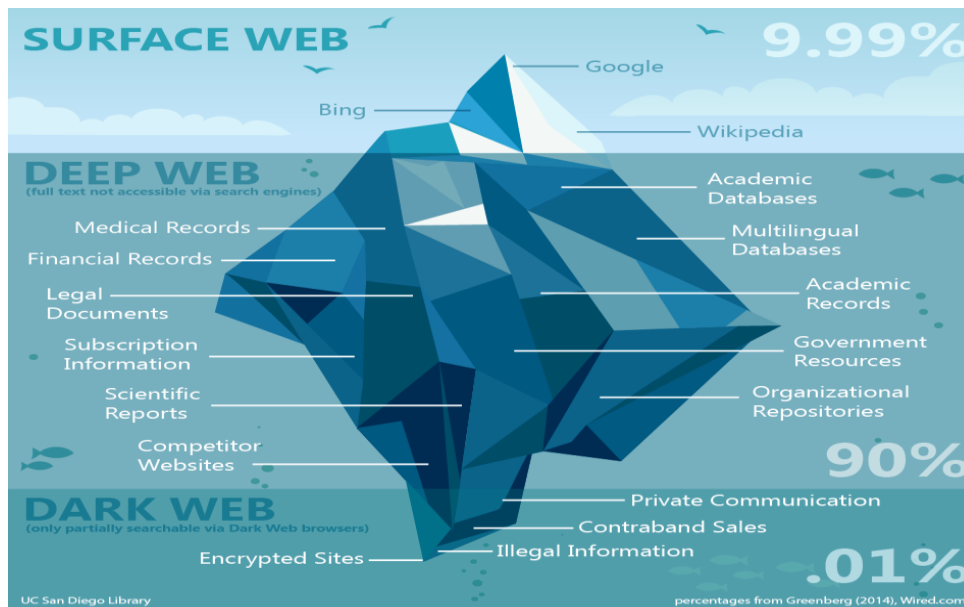 SURFACE WEB
9.99%
Google
Bing
Wikipedia
DEEP WEB
(full text not accessible via search engines)
Academic
Databases
Medical Records
Multilingual
Databases
Financial Records
Legal
Documents
Academic
Records
Subscription
Information
Government
Resources
Scientific
Reports
Organizational
Repositories
Competitor
Websites
90%
DARK WEB
(only partially searchable via Dark Web browsers)
Private Communication
Contraband Sales
Illegal Information
Encrypted Sites
.01%
UC San Diego Library
percentages from Greenberg (2014), Wired.com